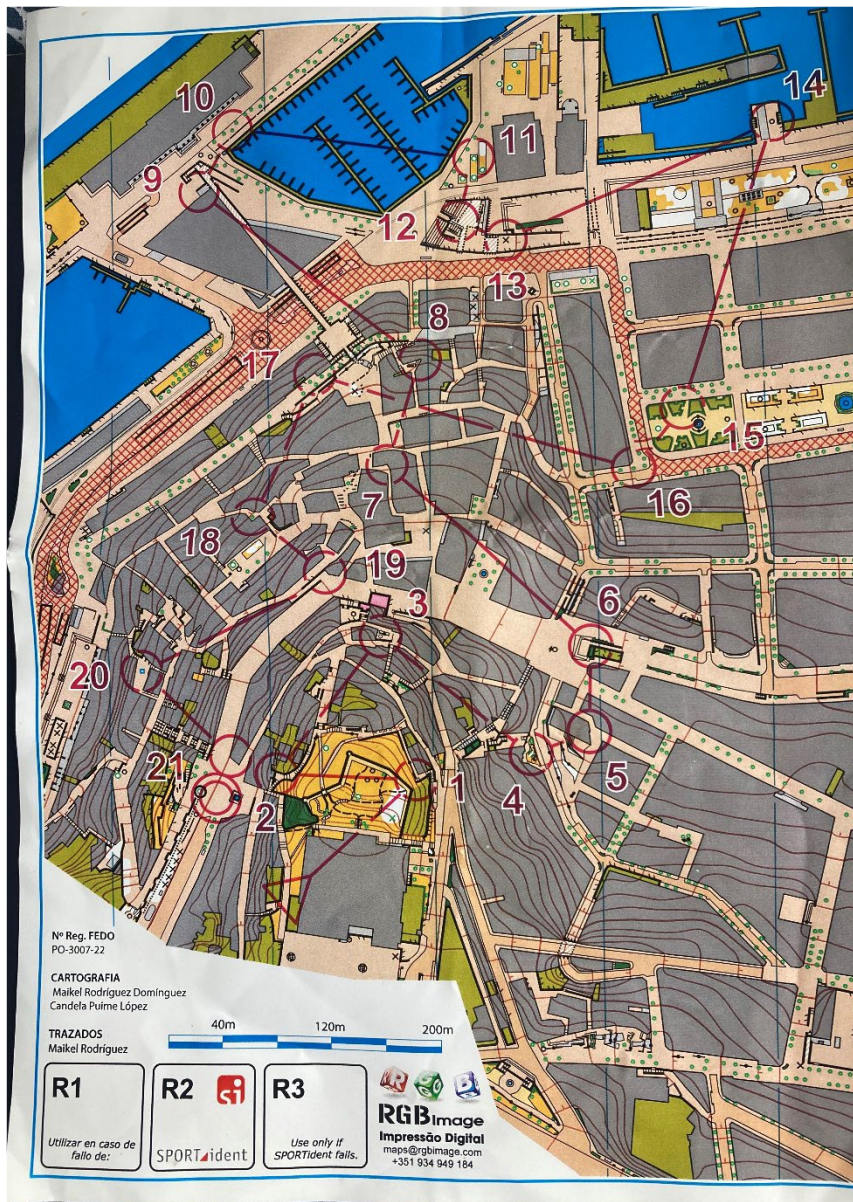 10
14
11
9
12
13
8
17
15
7
16
18
19
3
6
20
21
2
1
4
5
Nº Reg. FEDO
PO-3007-22
CARTOGRAFIA
Maikel Rodríguez Domínguez
Candela Puime López
TRAZADOS
Maikel Rodríguez
40m 120m 200m
R1
Utilizar en caso de
fallo de:
R2 si
SPORTident
R3
Use only if
SPORTident fails.
RGB
RGBImage
Impressão Digital
maps@rgbimage.com
+351 934 949 184